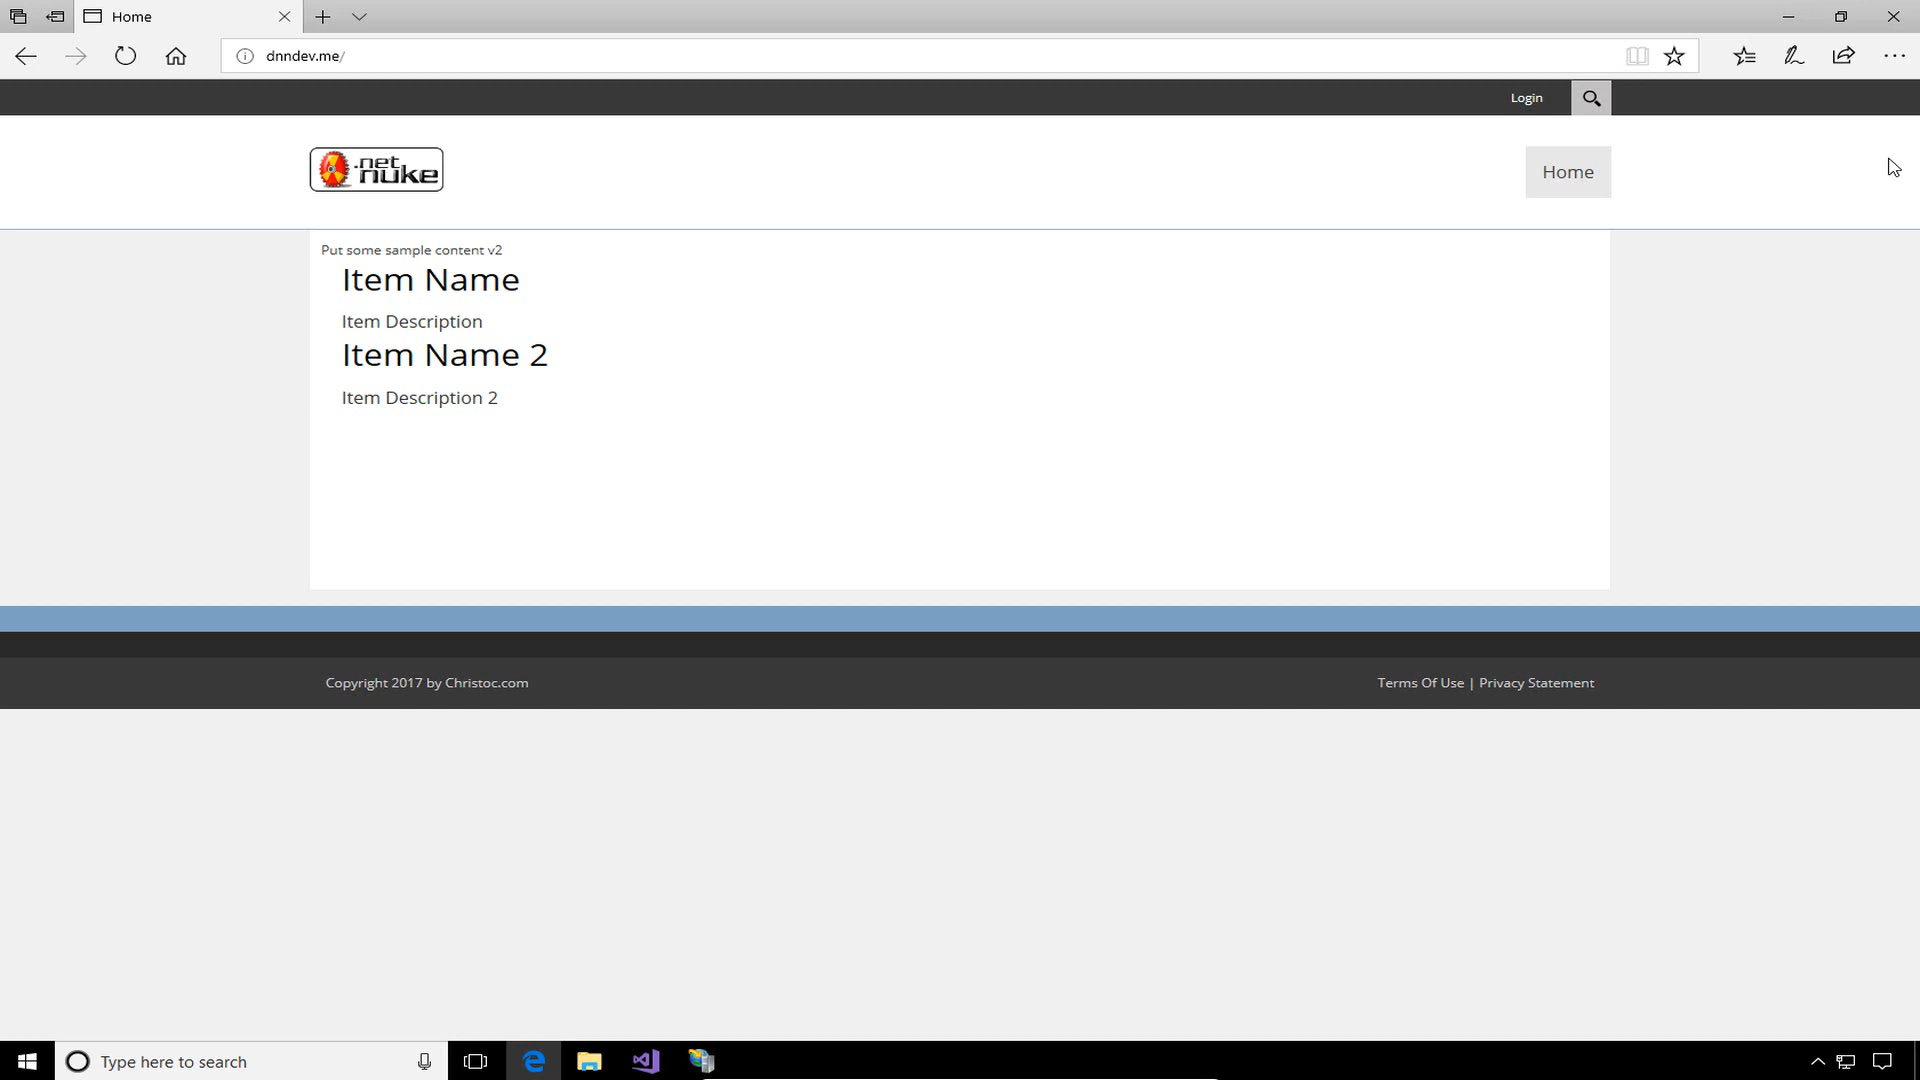 Home
dnndev.me/
Login
.net nuke
Home
Put some sample content v2
Item Name
Item Description
Item Name 2
Item Description 2
Copyright 2017 by Christoc.com
Terms Of Use | Privacy Statement
Type here to search